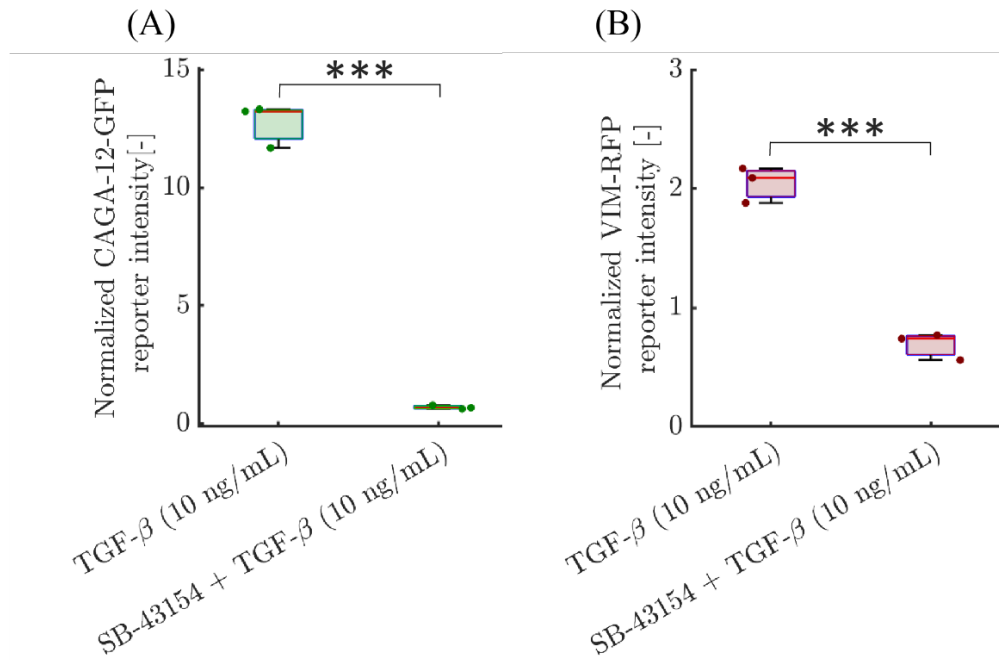 (A)
Normalized CAGA-12-GFP
reporter intensity[-]
15
10
5
0
***
TGF-β (10 ng/mL)
SB-43154 + TGF-β (10 ng/mL)
(B)
Normalized VIM-RFP
reporter intensity [-]
3
2
1
0
***
TGF-β (10 ng/mL)
SB-43154 + TGF-β (10 ng/mL)